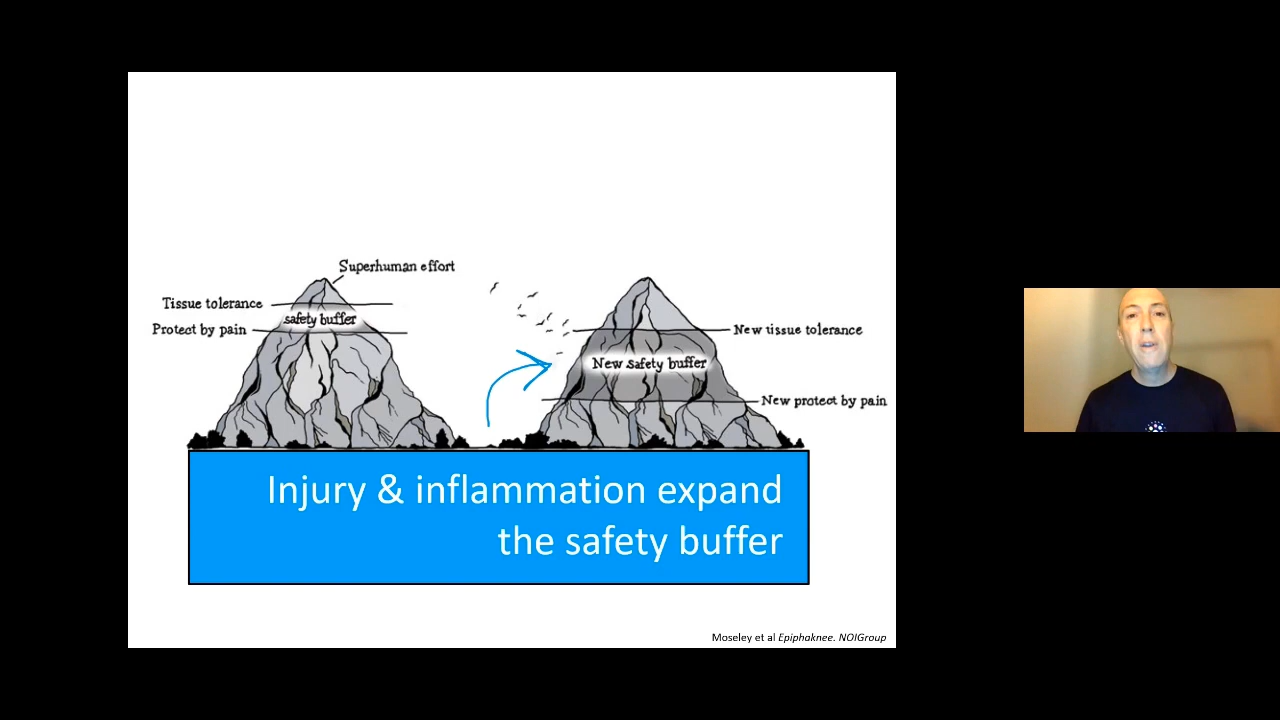 Superhuman effort
Tissue tolerance
safety buffer
Protect by pain
New tissue tolerance
New safety buffer
New protect by pain
Injury & inflammation expand
the safety buffer
Moseley et al Epiphaknee. NOIGroup